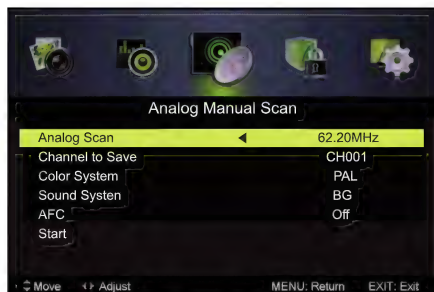 Analog Manual Scan
Analog Scan 62.20MHz
Channel to Save CH001
Color System PAL
Sound Systen BG
AFC Off
Start
Move Adjust MENU: Return EXIT: Exit